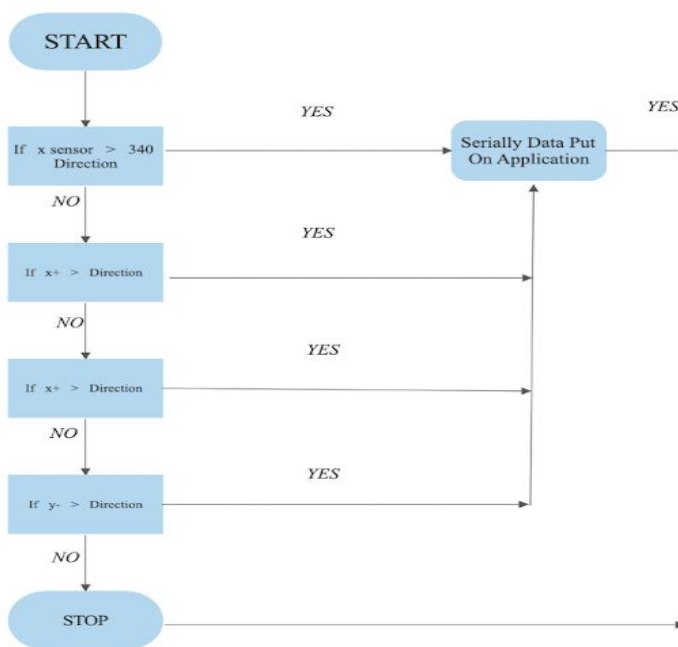 START
YES
YES
If x sensor > 340
Direction
Serially Data Put
On Application
NO
YES
If x+ > Direction
NO
YES
If x+ > Direction
NO
YES
If y- > Direction
NO
STOP